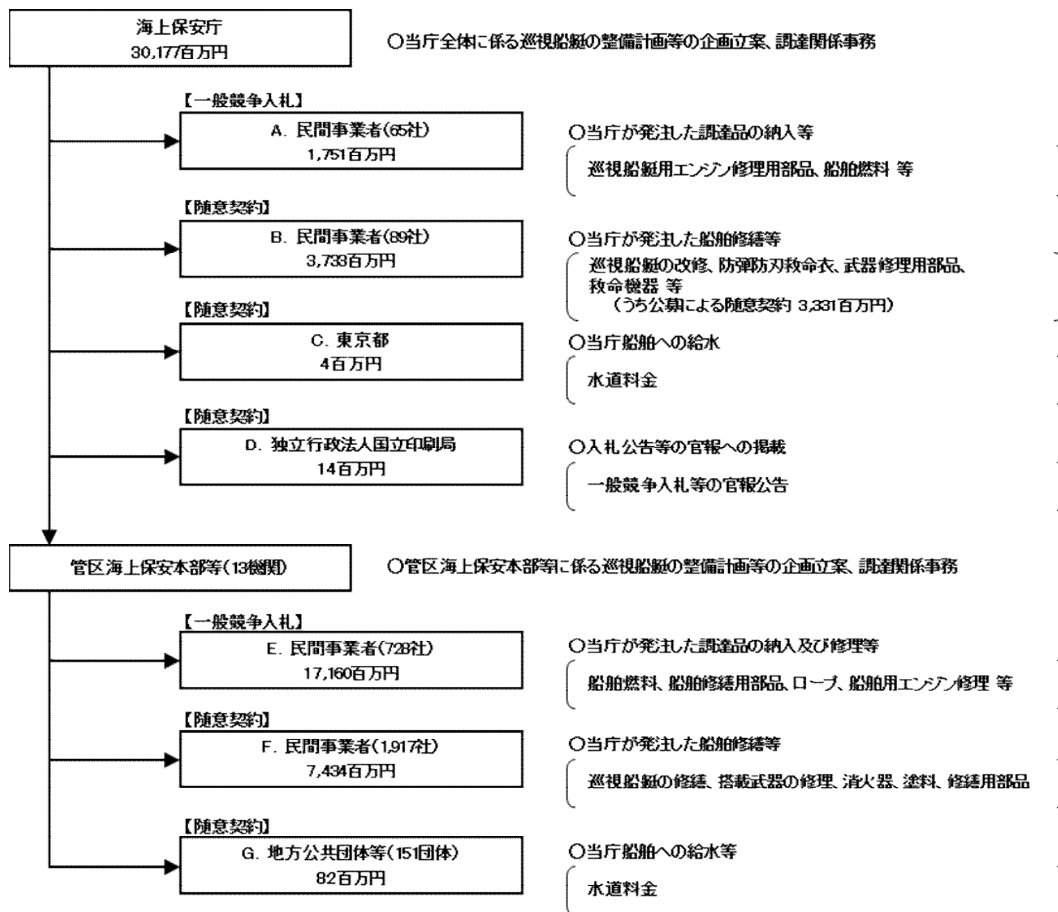 海上保安庁
30,177百万円
○当庁全体に係る巡視船艇の整備計画等の企画立案、調達関係事務
【一般競争入札】
A. 民間事業者(65社)
1,751百万円
○当庁が発注した調達品の納入等
巡視船艇用エンジン修理用部品、船舶燃料 等
【随意契約】
B. 民間事業者(89社)
3,733百万円
○当庁が発注した船舶修繕等
巡視船艇の改修、防弾防刃救命衣、武器修理用部品、
救命機器 等
(うち公募による随意契約 3,331百万円)
【随意契約】
C. 東京都
4百万円
○当庁船舶への給水
水道料金
【随意契約】
D. 独立行政法人国立印刷局
14百万円
○入札公告等の官報への掲載
一般競争入札等の官報公告
管区海上保安本部等(13機関)
○管区海上保安本部等に係る巡視船艇の整備計画等の企画立案、調達関係事務
【一般競争入札】
E. 民間事業者(728社)
17,160百万円
○当庁が発注した調達品の納入及び修理等
船舶燃料、船舶修繕用部品、ロープ、船舶用エンジン修理 等
【随意契約】
F. 民間事業者(1,917社)
7,434百万円
○当庁が発注した船舶修繕等
巡視船艇の修繕、搭載武器の修理、消火器、塗料、修繕用部品
【随意契約】
G. 地方公共団体等(151団体)
82百万円
○当庁船舶への給水等
水道料金